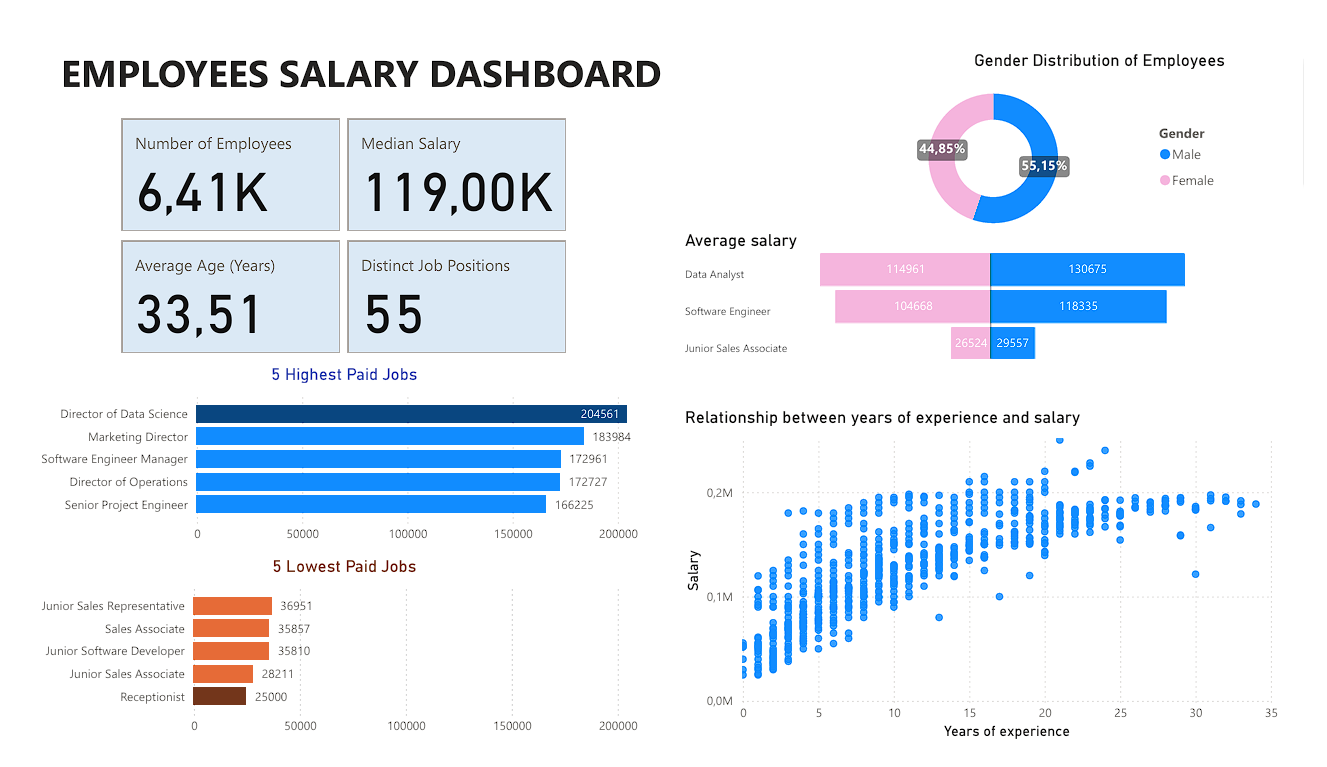 EMPLOYEES SALARY DASHBOARD
Number of Employees
6,41K
Median Salary
119,00K
Average Age (Years)
33,51
Distinct Job Positions
55
5 Highest Paid Jobs
Director of Data Science 204561
Marketing Director 183984
Software Engineer Manager 172961
Director of Operations 172727
Senior Project Engineer 166225
0 50000 100000 150000 200000
5 Lowest Paid Jobs
Junior Sales Representative 36951
Sales Associate 35857
Junior Software Developer 35810
Junior Sales Associate 28211
Receptionist 25000
0 50000 100000 150000 200000
Gender Distribution of Employees
44,85%
55,15%
Gender
Male
Female
Average salary
Data Analyst 114961 130675
Software Engineer 104668 118335
Junior Sales Associate 26524 29557
Relationship between years of experience and salary
Salary
0,2M
0,1M
0,0M
0 5 10 15 20 25 30 35
Years of experience